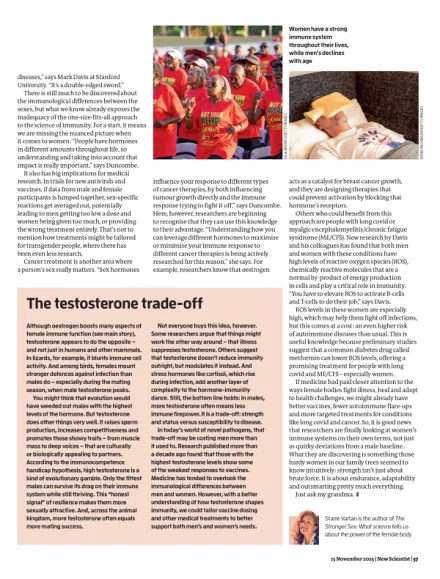 Women have a strong
immune system
throughout their lives,
while men's declines
with age
diseases," says Mark Davis at Stanford
University. "It's a double-edged sword."
There is still much to be discovered about
the immunological differences between the
sexes, but what we know already exposes the
inadequacy of the one-size-fits-all approach
to the science of immunity. For a start, it means
we are missing the nuanced picture when
it comes to women. "People have hormones
in different amounts throughout life, so
understanding and taking into account that
impact is really important," says Duncombe.
It also has big implications for medical
research. In trials for new antivirals and
vaccines, if data from male and female
participants is lumped together, sex-specific
reactions get averaged out, potentially
leading to men getting too low a dose and
women being given too much, or providing
the wrong treatment entirely. That's not to
mention how treatments might be tailored
for transgender people, where there has
been even less research.
Cancer treatment is another area where
a person's sex really matters. "Sex hormones
influence your response to different types
of cancer therapies, by both influencing
tumour growth directly and the immune
response trying to fight it off," says Duncombe.
Here, however, researchers are beginning
to recognise that they can use this knowledge
to their advantage. "Understanding how you
can leverage different hormones to maximise
or minimise your immune response to
different cancer therapies is being actively
researched for this reason," she says. For
example, researchers know that oestrogen
acts as a catalyst for breast cancer growth,
and they are designing therapies that
could prevent activation by blocking that
hormone's receptors.
Others who could benefit from this
approach are people with long covid or
myalgic encephalomyelitis/chronic fatigue
syndrome (ME/CFS). New research by Davis
and his colleagues has found that both men
and women with these conditions have
high levels of reactive oxygen species (ROS),
chemically reactive molecules that are a
normal by-product of energy production
in cells and play a critical role in immunity.
"You have to elevate ROS to activate B-cells
and T-cells to do their job," says Davis.
ROS levels in these women are especially
high, which may help them fight off infections,
but this comes at a cost: an even higher risk
of autoimmune diseases than usual. This is
useful knowledge because preliminary studies
suggest that a common diabetes drug called
metformin can lower ROS levels, offering a
promising treatment for people with long
covid and ME/CFS – especially women.
If medicine had paid closer attention to the
ways female bodies fight illness, heal and adapt
to health challenges, we might already have
better vaccines, fewer autoimmune flare-ups
and more targeted treatments for conditions
like long covid or cancer. So, it is good news
that researchers are finally looking at women's
immune systems on their own terms, not just
as quirky deviations from a male baseline.
What they are discovering is something those
hardy women in our family trees seemed to
know intuitively: strength isn't just about
brute force. It is about endurance, adaptability
and outsmarting pretty much everything.
Just ask my grandma.
The testosterone trade-off
Although oestrogen boosts many aspects of
female immune function (see main story),
testosterone appears to do the opposite –
and not just in humans and other mammals.
In lizards, for example, it blunts immune cell
activity. And among birds, females mount
stronger defences against infection than
males do – especially during the mating
season, when male testosterone peaks.
You might think that evolution would
have weeded out males with the highest
levels of the hormone. But testosterone
does other things very well. It raises sperm
production, increases competitiveness and
promotes those showy traits – from muscle
mass to deep voices – that are culturally
or biologically appealing to partners.
According to the immunocompetence
handicap hypothesis, high testosterone is a
kind of evolutionary gamble. Only the fittest
males can survive its drag on their immune
system while still thriving. This "honest
signal" of resilience makes them more
sexually attractive. And, across the animal
kingdom, more testosterone often equals
more mating success.
Not everyone buys this idea, however.
Some researchers argue that things might
work the other way around – that illness
suppresses testosterone. Others suggest
that testosterone doesn't reduce immunity
outright, but modulates it instead. And
stress hormones like cortisol, which rise
during infection, add another layer of
complexity to the hormone-immunity
dance. Still, the bottom line holds: in males,
more testosterone often means less
immune firepower. It is a trade-off: strength
and status versus susceptibility to disease.
In today's world of novel pathogens, that
trade-off may be costing men more than
it used to. Research published more than
a decade ago found that those with the
highest testosterone levels show some
of the weakest responses to vaccines.
Medicine has tended to overlook the
immunological differences between
men and women. However, with a better
understanding of how testosterone shapes
immunity, we could tailor vaccine dosing
and other medical treatments to better
support both men's and women's needs.
Starre Vartan is the author of The
Stronger Sex: What science tells us
about the power of the female body
15 November 2025 | New Scientist | 37